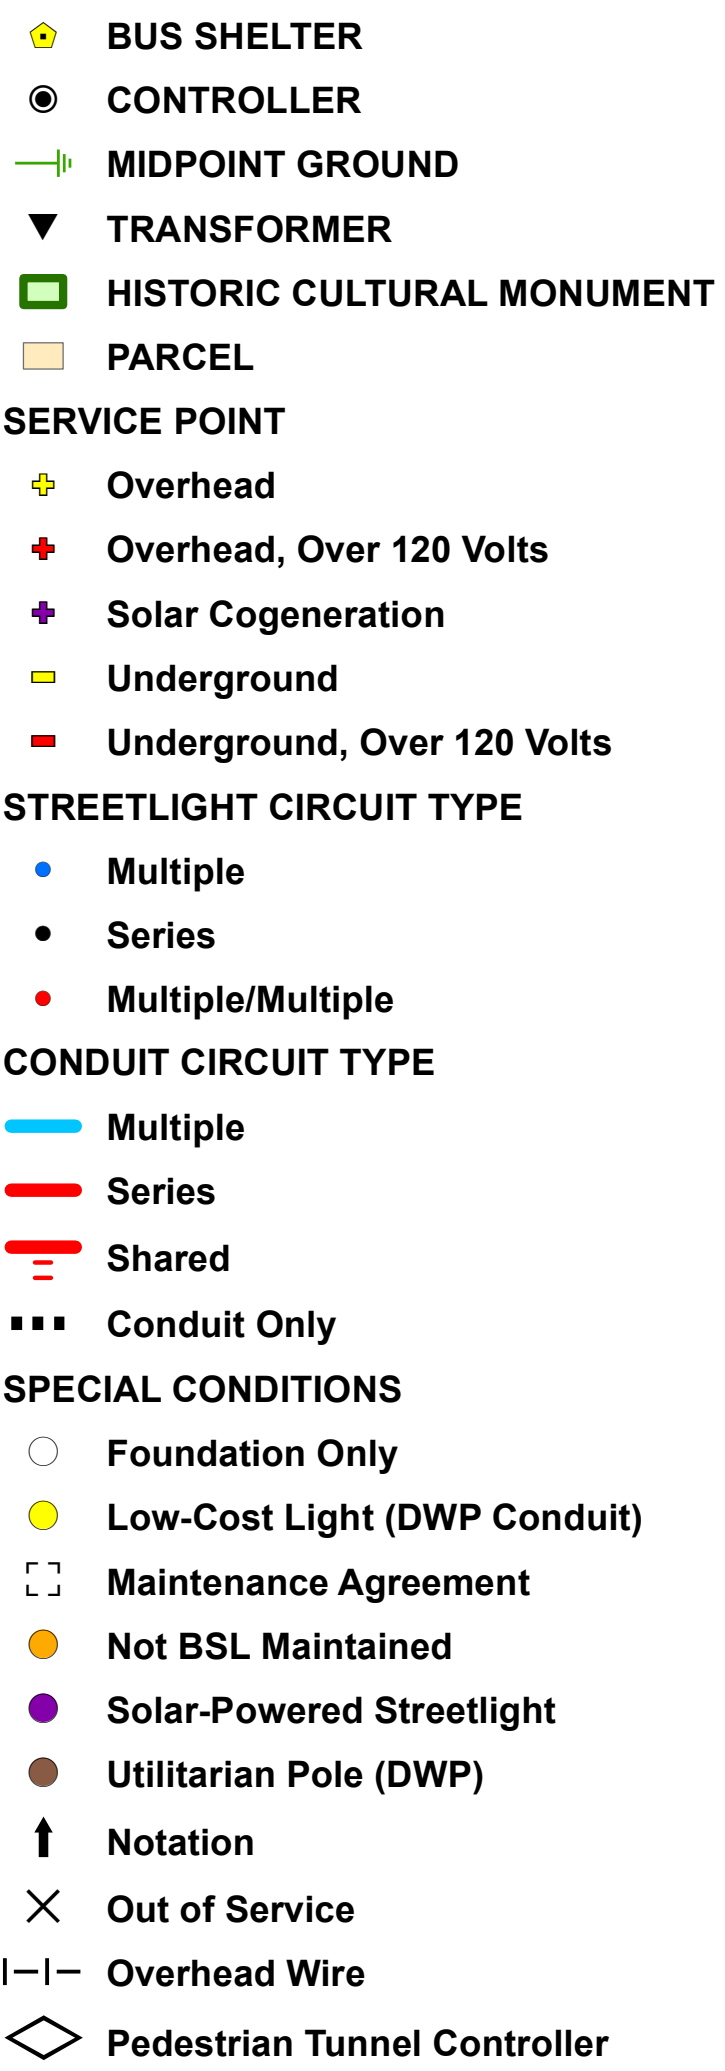 BUS SHELTER
CONTROLLER
MIDPOINT GROUND
TRANSFORMER
HISTORIC CULTURAL MONUMENT
PARCEL
SERVICE POINT
Overhead
Overhead, Over 120 Volts
Solar Cogeneration
Underground
Underground, Over 120 Volts
STREETLIGHT CIRCUIT TYPE
Multiple
Series
Multiple/Multiple
CONDUIT CIRCUIT TYPE
Multiple
Series
Shared
Conduit Only
SPECIAL CONDITIONS
Foundation Only
Low-Cost Light (DWP Conduit)
Maintenance Agreement
Not BSL Maintained
Solar-Powered Streetlight
Utilitarian Pole (DWP)
Notation
Out of Service
Overhead Wire
Pedestrian Tunnel Controller